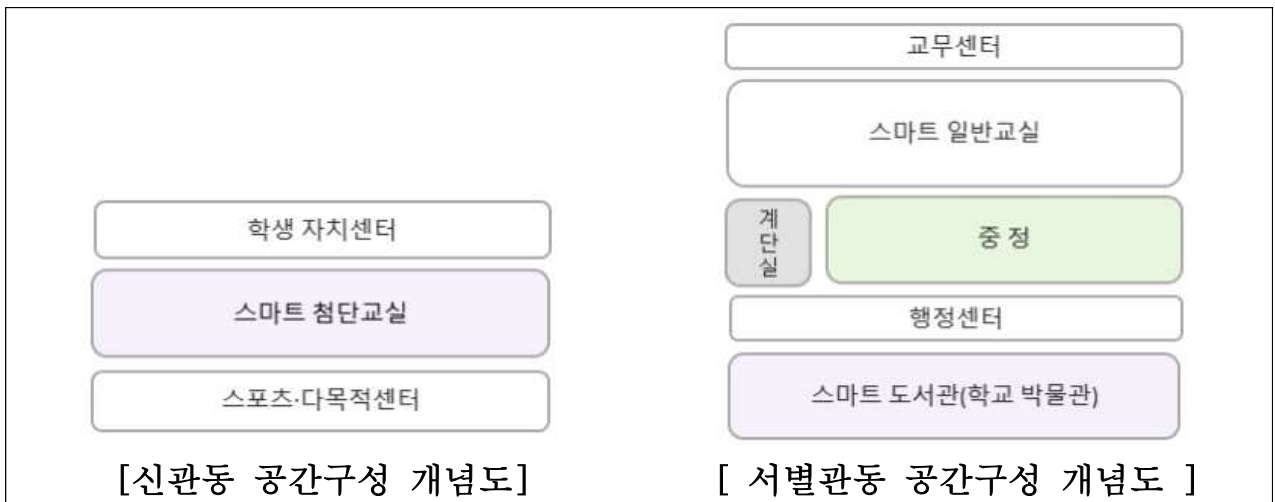 학생 자치센터
스마트 첨단교실
스포츠·다목적센터
[신관동 공간구성 개념도]
교무센터
스마트 일반교실
계
단
실
중 정
행정센터
스마트 도서관(학교 박물관)
[ 서별관동 공간구성 개념도 ]